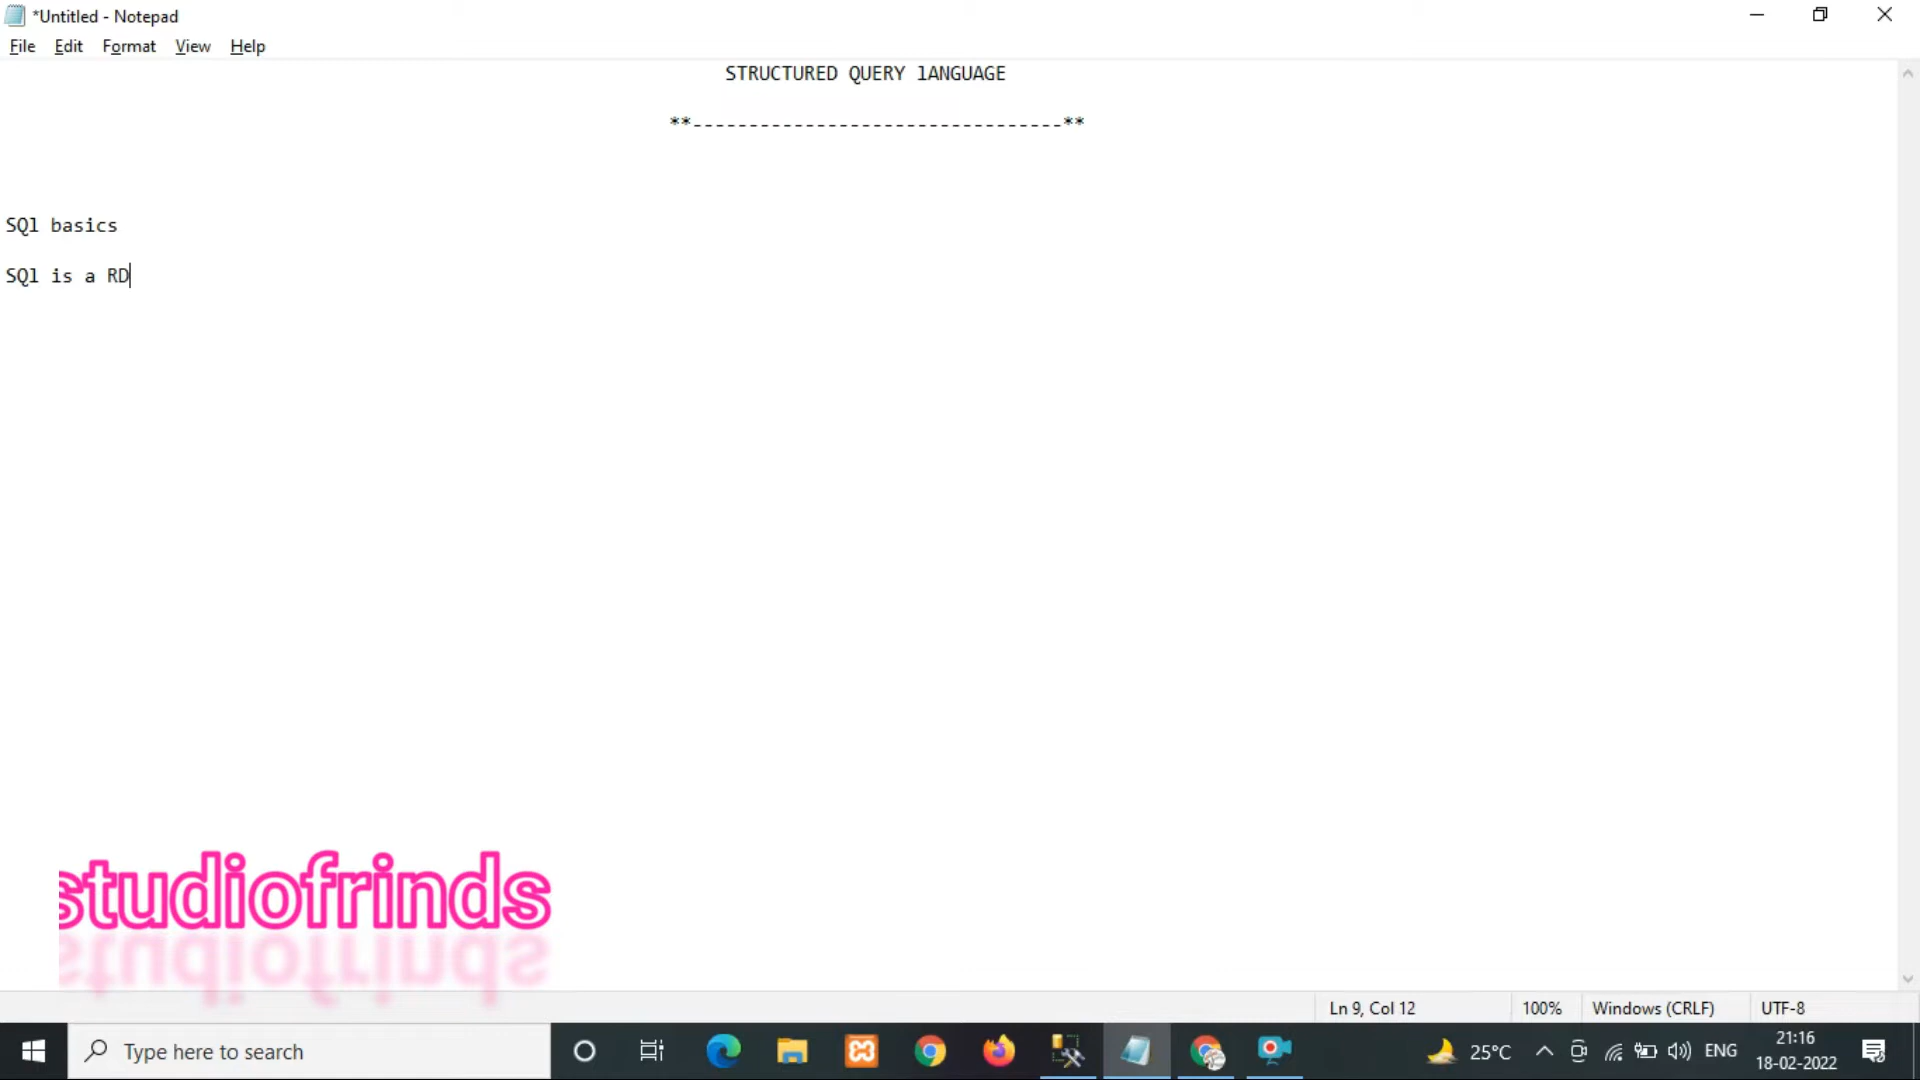 *Untitled - Notepad
File Edit Format View Help
STRUCTURED QUERY lANGUAGE
**---------------------------------**
SQl basics
SQl is a RD
studiofrinds
studiofrinds
Ln 9, Col 12 100% Windows (CRLF) UTF-8
Type here to search
25°C ENG
21:16
18-02-2022